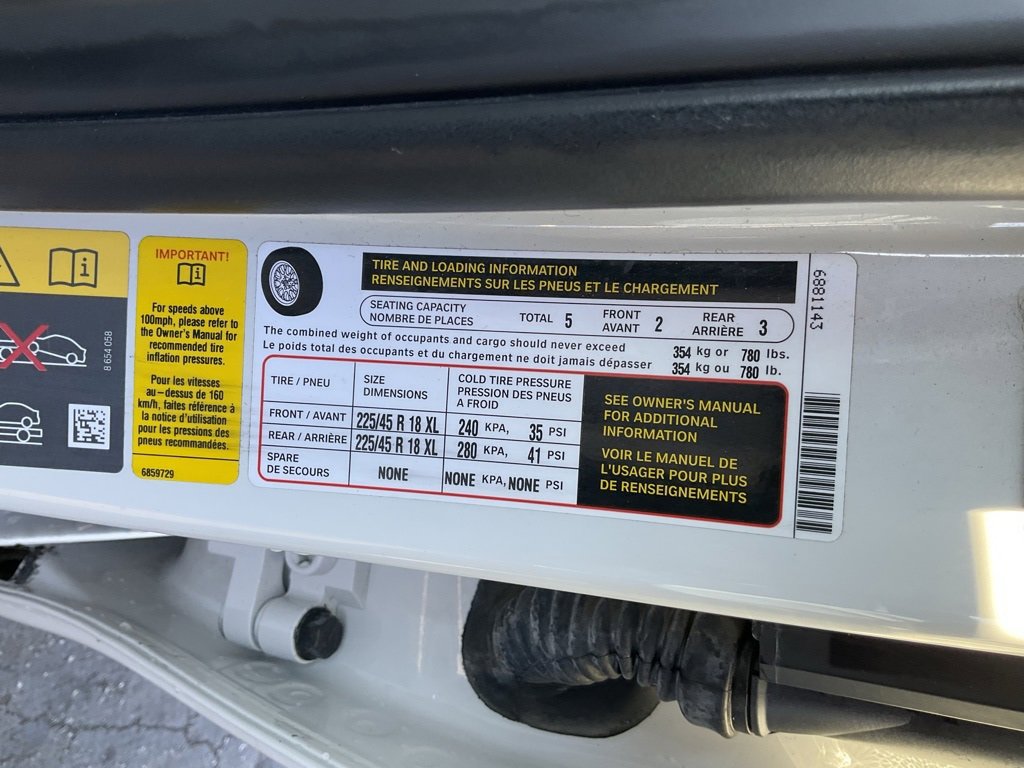 8 654 058
IMPORTANT!
For speeds above
100mph, please refer to
the Owner's Manual for
recommended tire
inflation pressures.
Pour les vitesses
au-dessus de 160
km/h, faites référence à
la notice d'utilisation
pour les pressions des
pneus recommandées.
6859729
TIRE AND LOADING INFORMATION
RENSEIGNEMENTS SUR LES PNEUS ET LE CHARGEMENT
SEATING CAPACITY
NOMBRE DE PLACES
TOTAL 5
FRONT
AVANT 2
REAR
ARRIÈRE 3
The combined weight of occupants and cargo should never exceed 354 kg or 780 lbs.
Le poids total des occupants et du chargement ne doit jamais dépasser 354 kg ou 780 lb.
TIRE / PNEU
SIZE
DIMENSIONS
COLD TIRE PRESSURE
PRESSION DES PNEUS
A FROID
FRONT / AVANT 225/45 R 18 XL 240 KPA, 35 PSI
REAR / ARRIÈRE 225/45 R 18 XL 280 KPA, 41 PSI
SPARE
DE SECOURS NONE NONE KPA, NONE PSI
SEE OWNER'S MANUAL
FOR ADDITIONAL
INFORMATION
VOIR LE MANUEL DE
L'USAGER POUR PLUS
DE RENSEIGNEMENTS
6881143